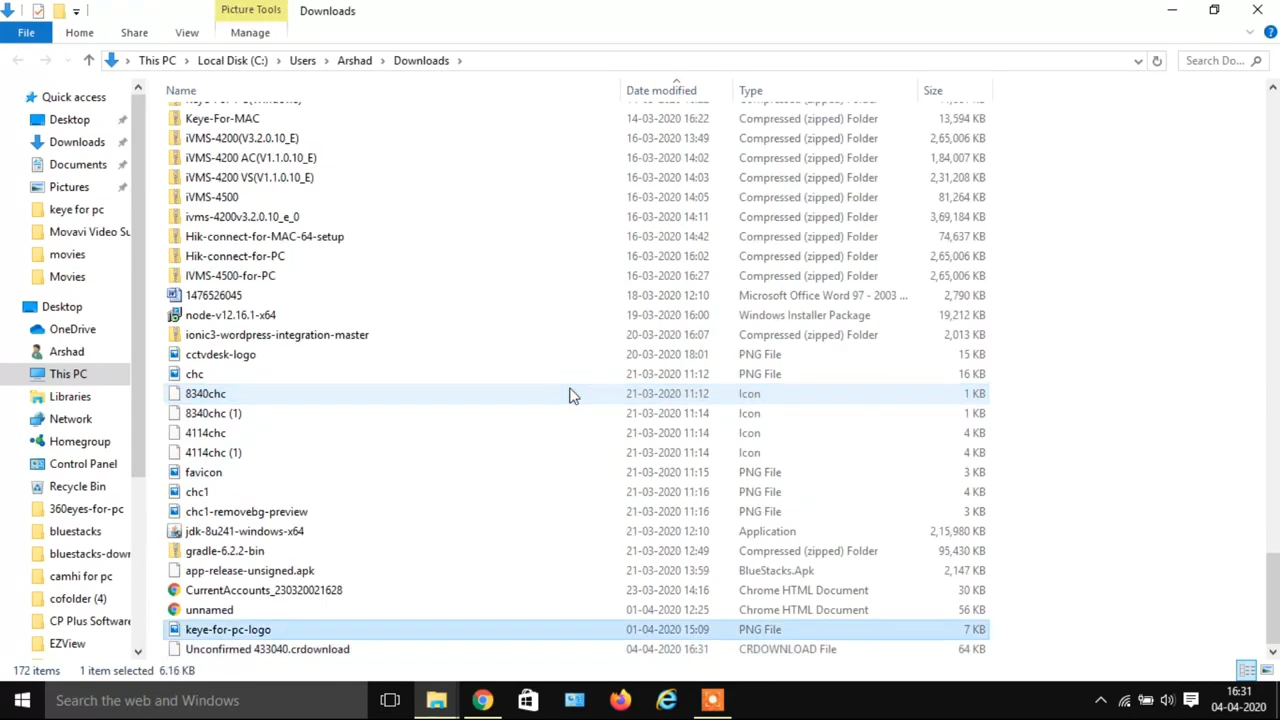 Picture Tools
Downloads
File
Home
Share
View
Manage
This PC
Local Disk (C:)
Users
Arshad
Downloads
Search Do...
Name
Date modified
Type
Size
Quick access
Desktop
Downloads
Documents
Pictures
keye for pc
Movavi Video Su
movies
Movies
Desktop
OneDrive
Arshad
This PC
Libraries
Network
Homegroup
Control Panel
Recycle Bin
360eyes-for-pc
bluestacks
bluestacks-down
camhi for pc
cofolder (4)
CP Plus Software
EZView
Keye-For-MAC 14-03-2020 16:22 Compressed (zipped) Folder 13,594 KB
iVMS-4200(V3.2.0.10_E) 16-03-2020 13:49 Compressed (zipped) Folder 2,65,006 KB
iVMS-4200 AC(V1.1.0.10_E) 16-03-2020 14:02 Compressed (zipped) Folder 1,84,007 KB
iVMS-4200 VS(V1.1.0.10_E) 16-03-2020 14:03 Compressed (zipped) Folder 2,31,208 KB
iVMS-4500 16-03-2020 14:05 Compressed (zipped) Folder 81,264 KB
ivms-4200v3.2.0.10_e_0 16-03-2020 14:11 Compressed (zipped) Folder 3,69,184 KB
Hik-connect-for-MAC-64-setup 16-03-2020 14:42 Compressed (zipped) Folder 74,637 KB
Hik-connect-for-PC 16-03-2020 16:02 Compressed (zipped) Folder 2,65,006 KB
IVMS-4500-for-PC 16-03-2020 16:27 Compressed (zipped) Folder 2,65,006 KB
1476526045 18-03-2020 12:10 Microsoft Office Word 97 - 2003 ... 2,790 KB
node-v12.16.1-x64 19-03-2020 16:00 Windows Installer Package 19,212 KB
ionic3-wordpress-integration-master 20-03-2020 16:07 Compressed (zipped) Folder 2,013 KB
cctvdesk-logo 20-03-2020 18:01 PNG File 15 KB
chc 21-03-2020 11:12 PNG File 16 KB
8340chc 21-03-2020 11:12 Icon 1 KB
8340chc (1) 21-03-2020 11:14 Icon 1 KB
4114chc 21-03-2020 11:14 Icon 4 KB
4114chc (1) 21-03-2020 11:14 Icon 4 KB
favicon 21-03-2020 11:15 PNG File 3 KB
chc1 21-03-2020 11:16 PNG File 4 KB
chc1-removebg-preview 21-03-2020 11:16 PNG File 3 KB
jdk-8u241-windows-x64 21-03-2020 12:10 Application 2,15,980 KB
gradle-6.2.2-bin 21-03-2020 12:49 Compressed (zipped) Folder 95,430 KB
app-release-unsigned.apk 21-03-2020 13:59 BlueStacks.Apk 2,147 KB
CurrentAccounts_230320021628 23-03-2020 14:16 Chrome HTML Document 30 KB
unnamed 01-04-2020 12:25 Chrome HTML Document 56 KB
keye-for-pc-logo 01-04-2020 15:09 PNG File 7 KB
Unconfirmed 433040.crdownload 04-04-2020 16:31 CRDOWNLOAD File 64 KB
172 items
1 item selected 6.16 KB
Search the web and Windows
16:31
04-04-2020